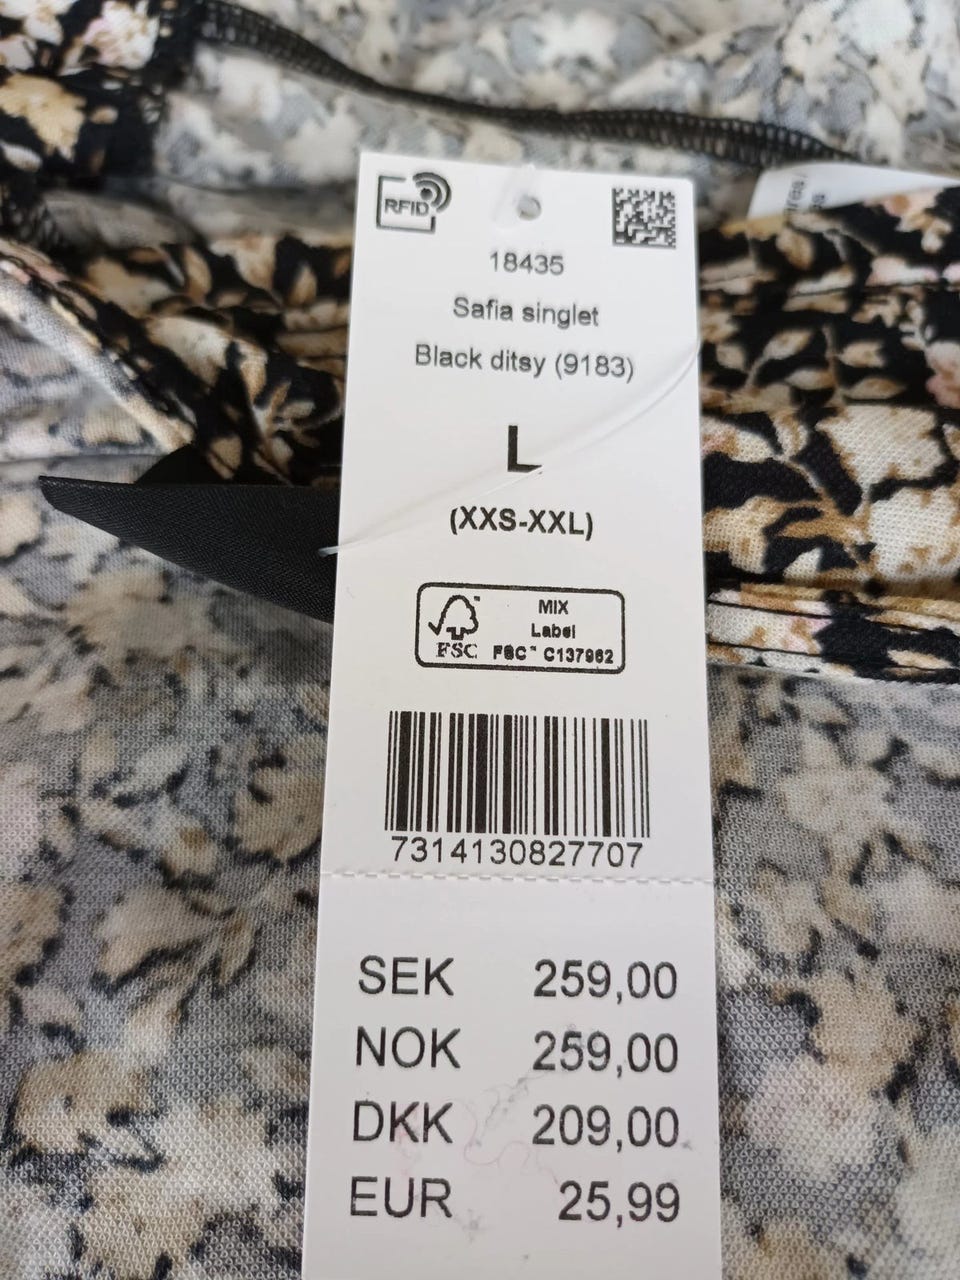 RFID
18435
Safia singlet
Black ditsy (9183)
L
(XXS-XXL)
MIX
Label
FSC FSC™ C137962
7314130827707
SEK 259,00
NOK 259,00
DKK 209,00
EUR 25,99